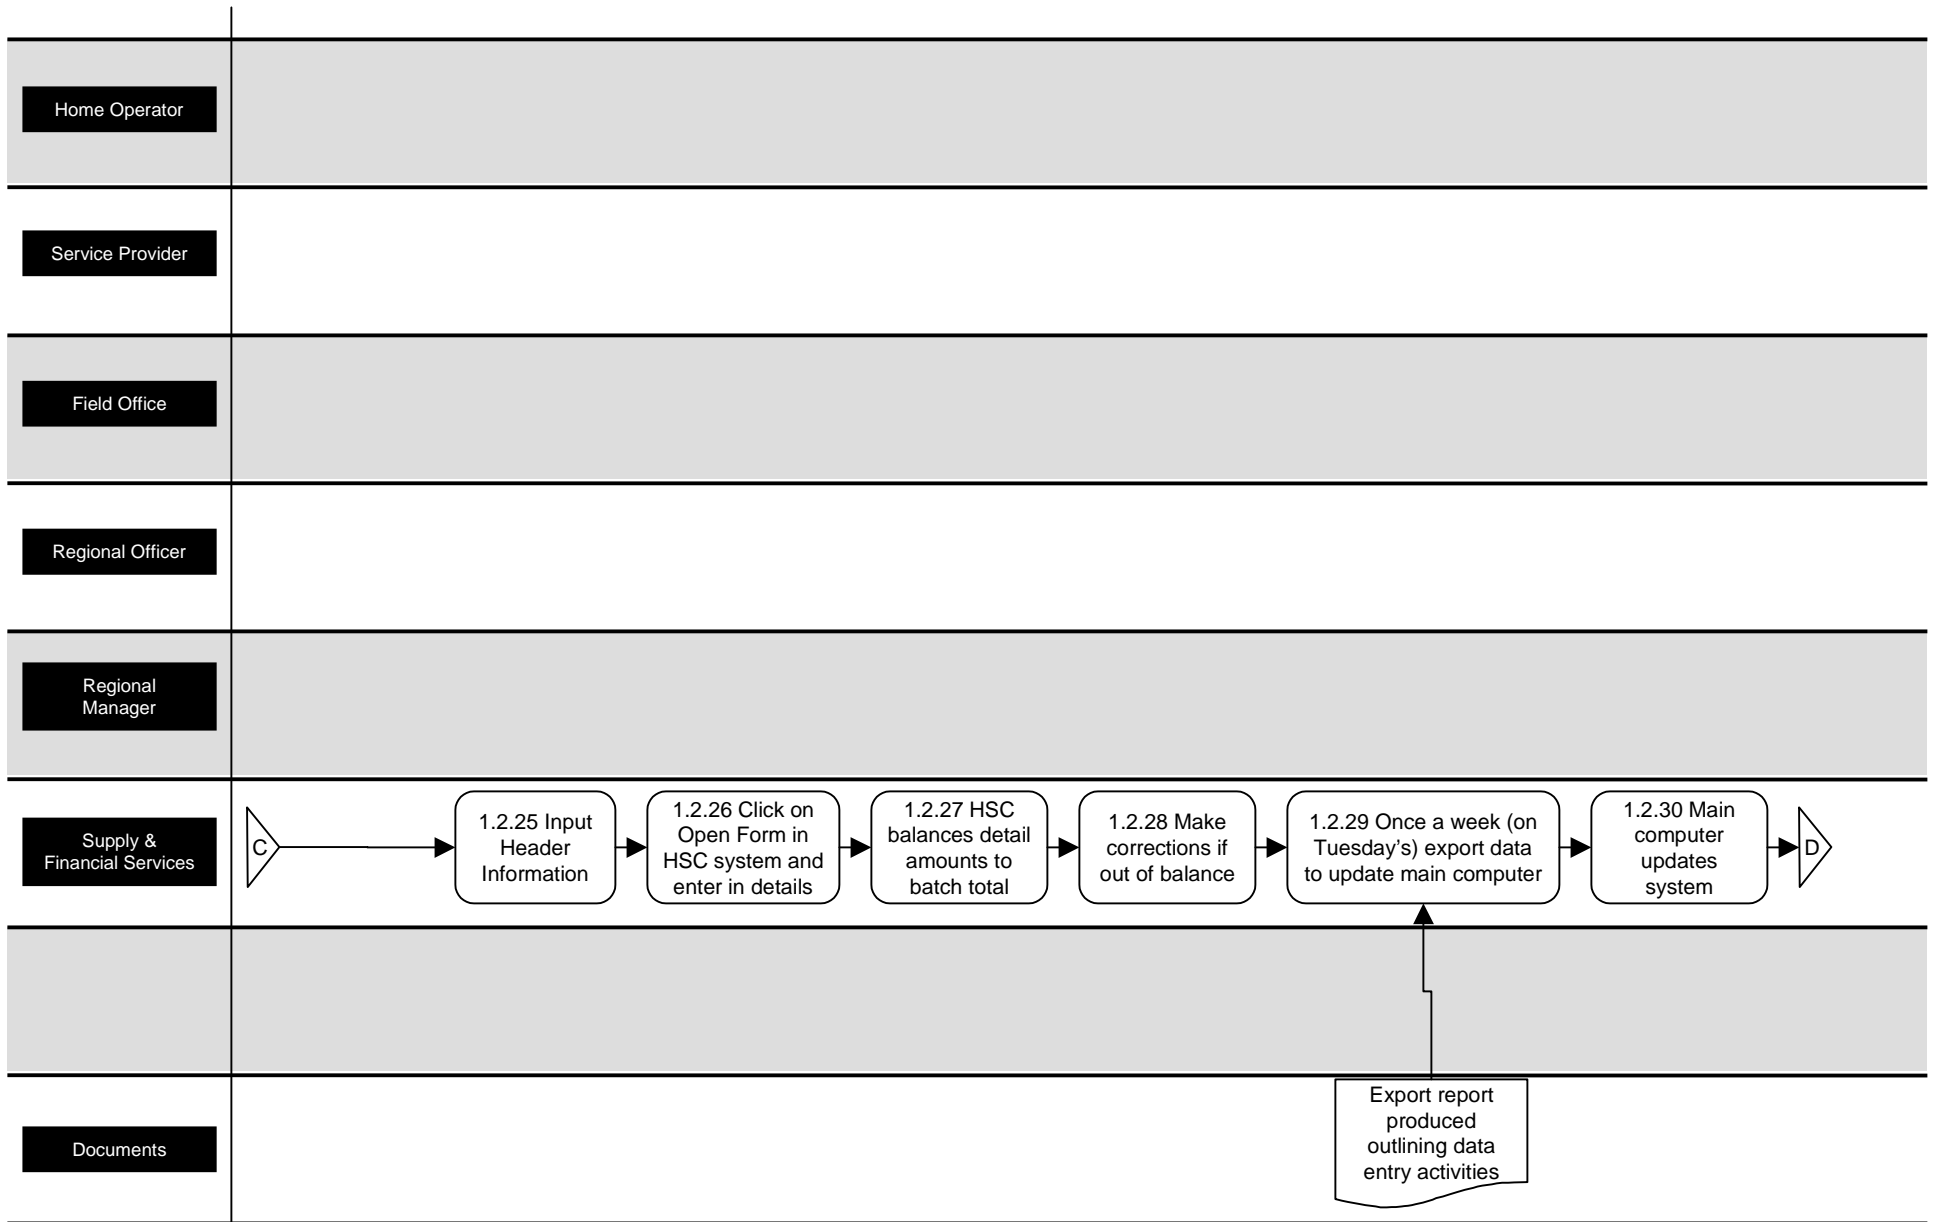 Home Operator
Service Provider
Field Office
Regional Officer
Regional
Manager
Supply &
Financial Services
C
1.2.25 Input
Header
Information
1.2.26 Click on
Open Form in
HSC system and
enter in details
1.2.27 HSC
balances detail
amounts to
batch total
1.2.28 Make
corrections if
out of balance
1.2.29 Once a week (on
Tuesday's) export data
to update main computer
1.2.30 Main
computer
updates
system
D
Documents
Export report
produced
outlining data
entry activities